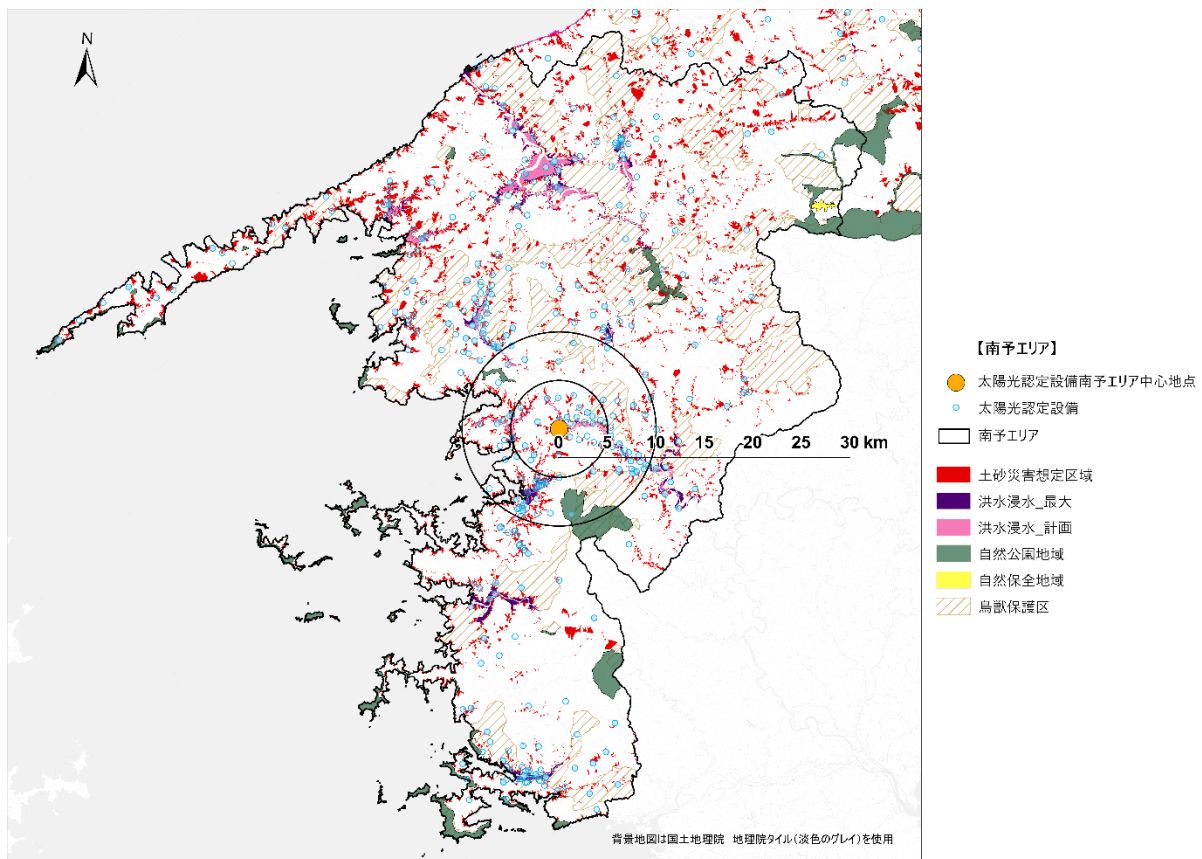 N
0 5 10 15 20 25 30 km
【南予エリア】
太陽光認定設備南予エリア中心地点
太陽光認定設備
南予エリア
土砂災害想定区域
洪水浸水_最大
洪水浸水_計画
自然公園地域
自然保全地域
鳥獣保護区
背景地図は国土地理院 地理院タイル(淡色のグレイ)を使用